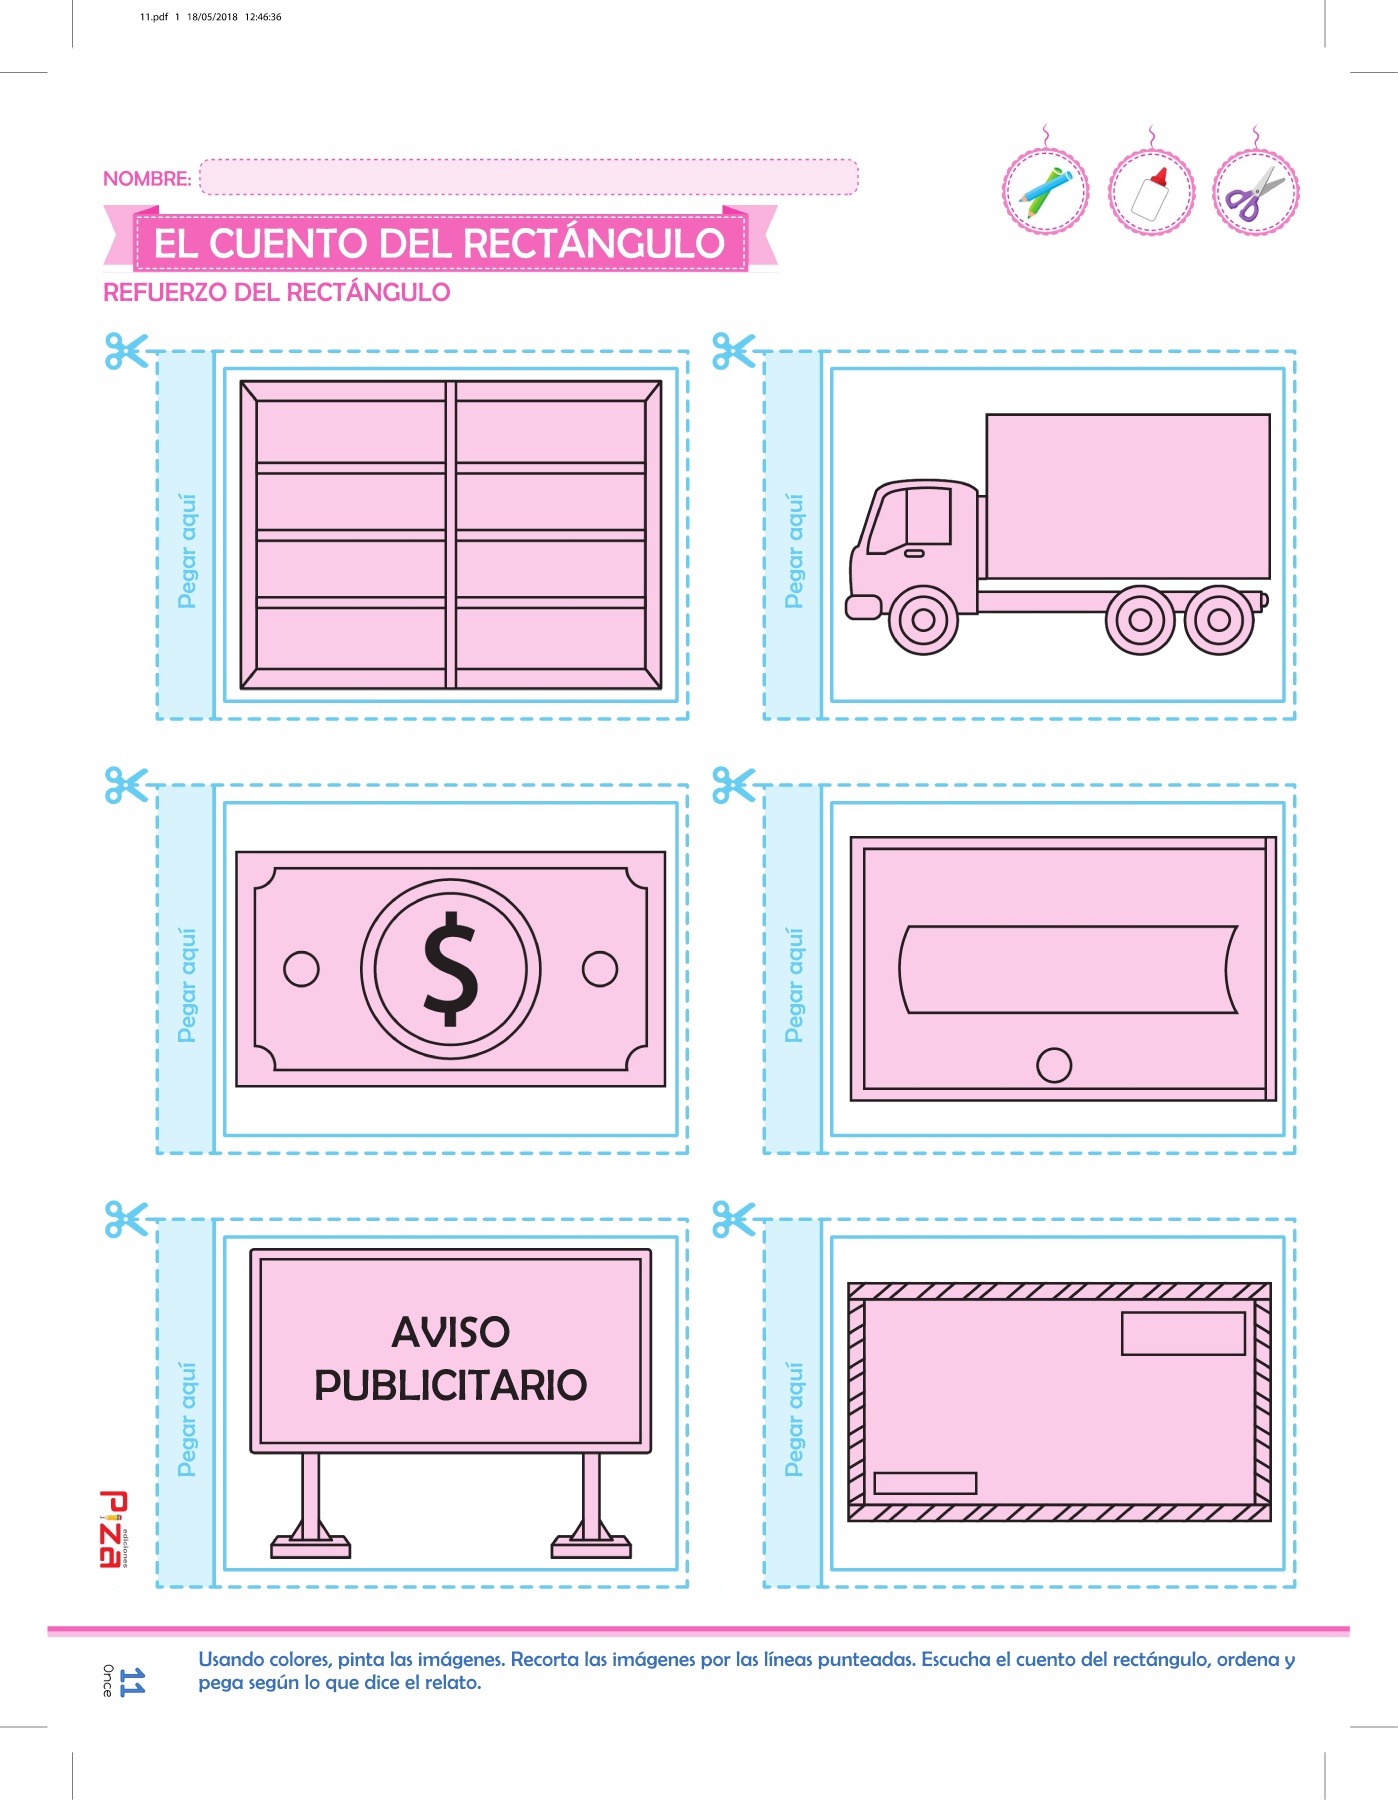 11.pdf 1 18/05/2018 12:46:36
NOMBRE:
EL CUENTO DEL RECTÁNGULO
REFUERZO DEL RECTÁNGULO
Pegar aquí
Pegar aquí
Pegar aquí
$
Pegar aquí
Pegar aquí
AVISO
PUBLICITARIO
Pegar aquí
Piza
ediciones
11
Once
Usando colores, pinta las imágenes. Recorta las imágenes por las líneas punteadas. Escucha el cuento del rectángulo, ordena y
pega según lo que dice el relato.